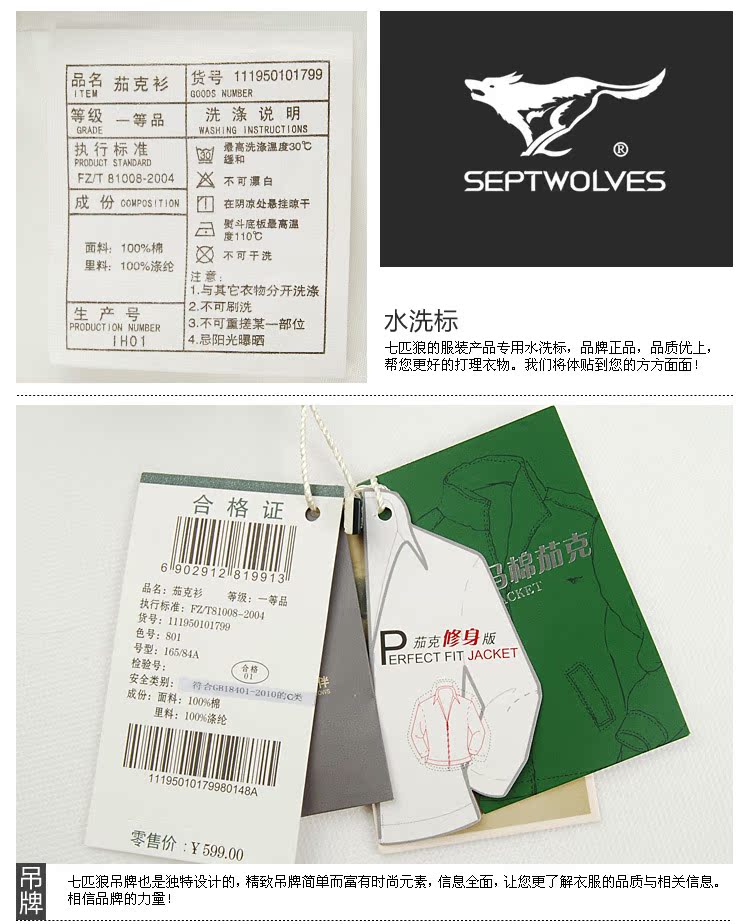 品名 茄克衫 货号 111950101799
ITEM GOODS NUMBER
等级 一等品 洗涤说明
GRADE WASHING INSTRUCTIONS
执行标准
PRODUCT STANDARD
FZ/T 81008-2004
成份 COMPOSITION
面料: 100%棉
里料: 100%涤纶
生产号
PRODUCTION NUMBER
IH01
30
最高洗涤温度30℃
缓和
不可漂白
在阴凉处悬挂晾干
熨斗底板最高温
度110℃
不可干洗
注意:
1.与其它衣物分开洗涤
2.不可刷洗
3.不可重搓某一部位
4.忌阳光曝晒
®
SEPTWOLVES
水洗标
七匹狼的服装产品专用水洗标，品牌正品，品质优上，
帮您更好的打理衣物。我们将体贴到您的方方面面！
合格证
6 902912 819913
品名: 茄克衫 等级: 一等品
执行标准: FZ/T81008-2004
货号: 111950101799
色号: 801
号型: 165/84A
检验号:
合格
01
安全类别: 符合GB18401-2010的C类
成份: 面料: 100%棉
里料: 100%涤纶
11195010179980148A
零售价: ¥599.00
伴
茄克修身版
PERFECT FIT JACKET
棉茄克
CKET
吊牌
七匹狼吊牌也是独特设计的，精致吊牌简单而富有时尚元素，信息全面，让您更了解衣服的品质与相关信息。
相信品牌的力量！